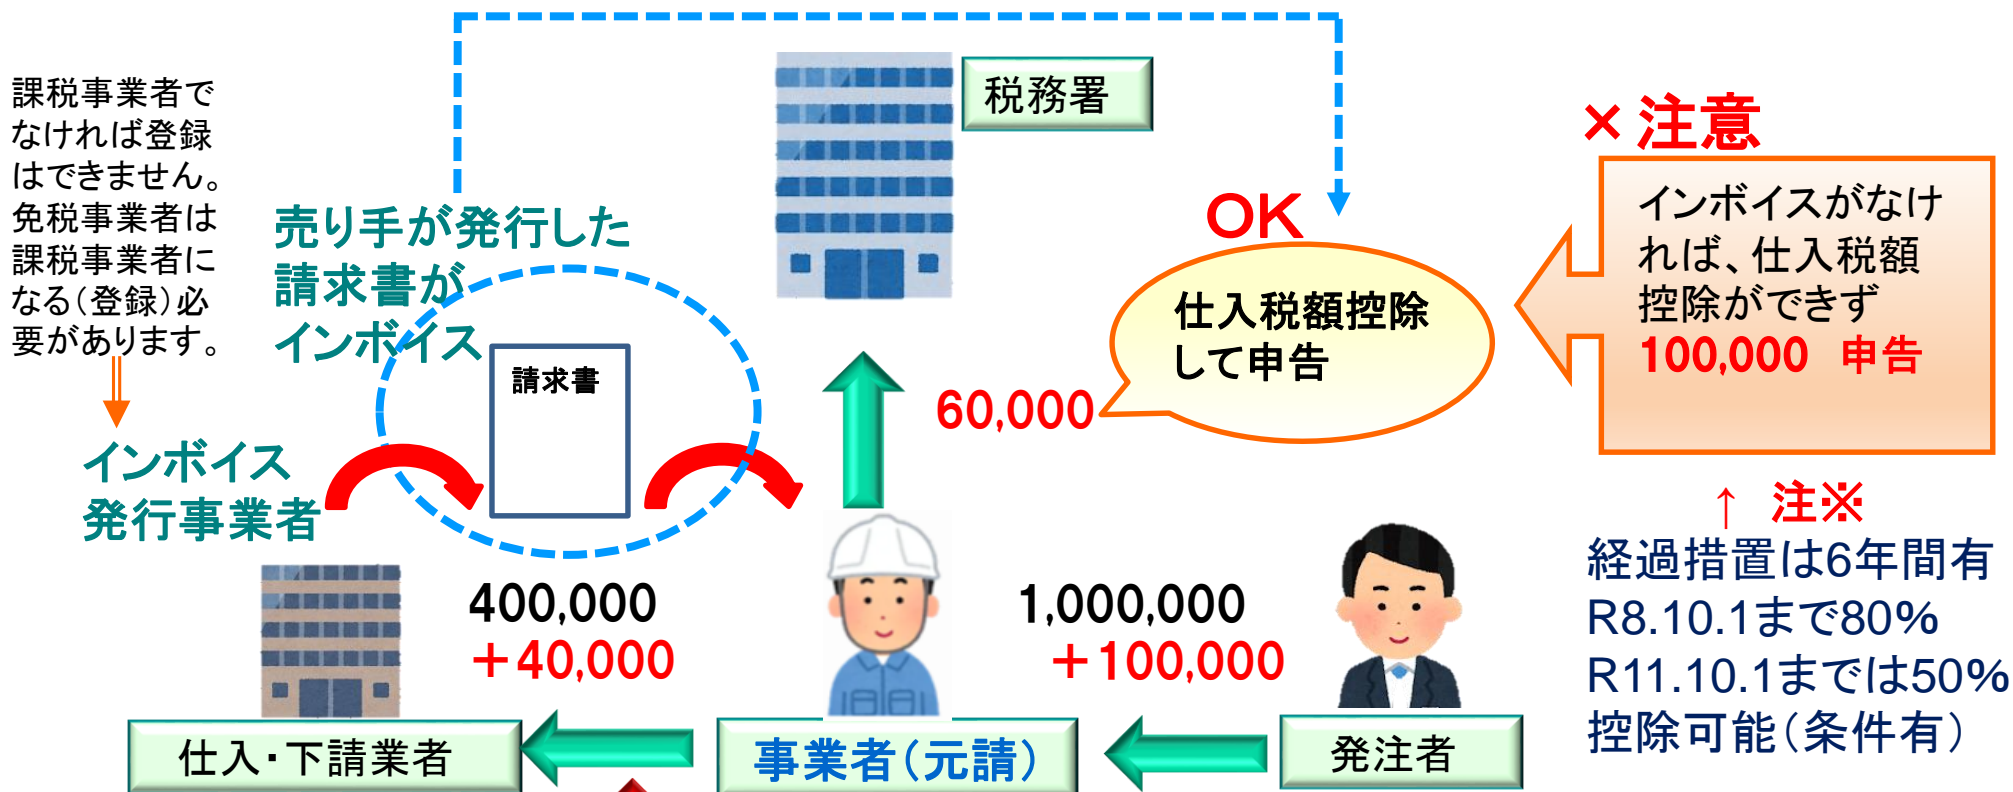 課税事業者で
なければ登録
はできません。
免税事業者は
課税事業者に
なる（登録）必
要があります。
インボイス
発行事業者
売り手が発行した
請求書が
インボイス
請求書
税務署
OK
仕入税額控除
して申告
60,000
×注意
インボイスがなけ
れば、仕入税額
控除ができず
100,000 申告
↑ 注※
経過措置は6年間有
R8.10.1まで80%
R11.10.1までは50%
控除可能（条件有）
400,000
＋40,000
1,000,000
＋100,000
仕入・下請業者
事業者（元請）
発注者